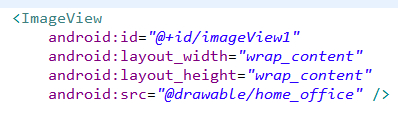 <ImageView
android:id="@+id/imageView1"
android:layout_width="wrap_content"
android:layout_height="wrap_content"
android:src="@drawable/home_office" />